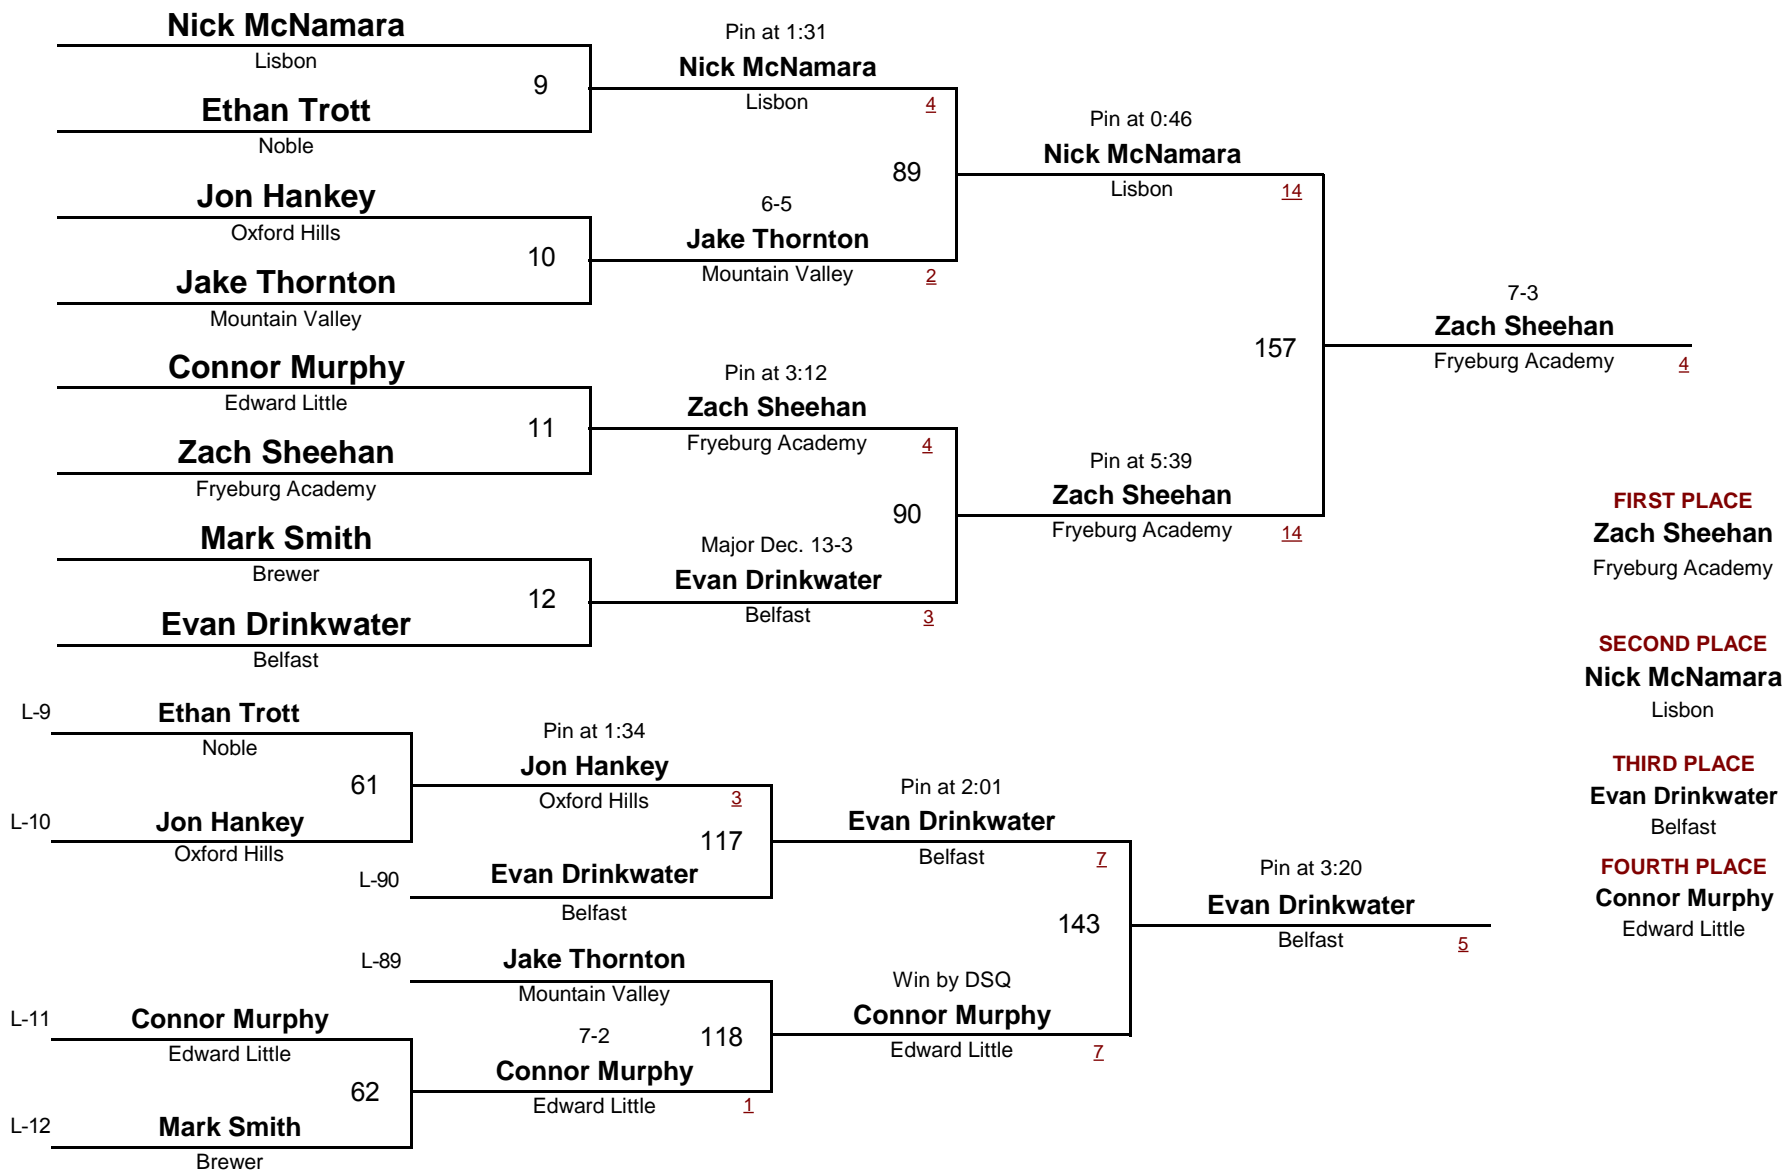 Nick McNamara
Lisbon
9
Ethan Trott
Noble
Jon Hankey
Oxford Hills
10
Jake Thornton
Mountain Valley
Connor Murphy
Edward Little
11
Zach Sheehan
Fryeburg Academy
Mark Smith
Brewer
12
Evan Drinkwater
Belfast
Pin at 1:31
Nick McNamara
Lisbon 4
89
6-5
Jake Thornton
Mountain Valley 2
Pin at 3:12
Zach Sheehan
Fryeburg Academy 4
90
Major Dec. 13-3
Evan Drinkwater
Belfast 3
Pin at 0:46
Nick McNamara
Lisbon 14
157
Pin at 5:39
Zach Sheehan
Fryeburg Academy 14
7-3
Zach Sheehan
Fryeburg Academy 4
FIRST PLACE
Zach Sheehan
Fryeburg Academy
SECOND PLACE
Nick McNamara
Lisbon
THIRD PLACE
Evan Drinkwater
Belfast
FOURTH PLACE
Connor Murphy
Edward Little
L-9 Ethan Trott
Noble
61
L-10 Jon Hankey
Oxford Hills
Pin at 1:34
Jon Hankey
Oxford Hills 3
117
L-90 Evan Drinkwater
Belfast
L-89 Jake Thornton
Mountain Valley
118
L-11 Connor Murphy
Edward Little
62
L-12 Mark Smith
Brewer
7-2
Connor Murphy
Edward Little 1
Pin at 2:01
Evan Drinkwater
Belfast 7
143
Win by DSQ
Connor Murphy
Edward Little 7
Pin at 3:20
Evan Drinkwater
Belfast 5